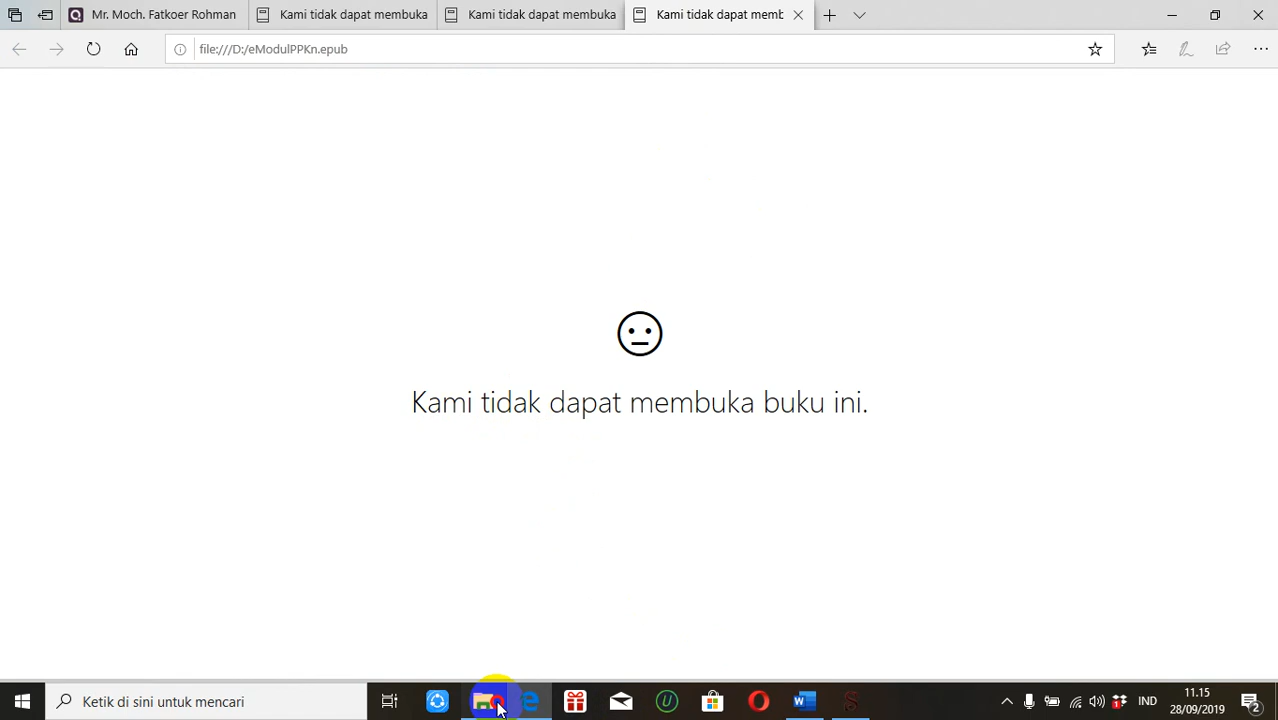 Mr. Moch. Fatkoer Rohman
Kami tidak dapat membuka
Kami tidak dapat membuka
Kami tidak dapat memb
file:///D:/eModulPPKn.epub
Kami tidak dapat membuka buku ini.
Ketik di sini untuk mencari
IND
11.15
28/09/2019